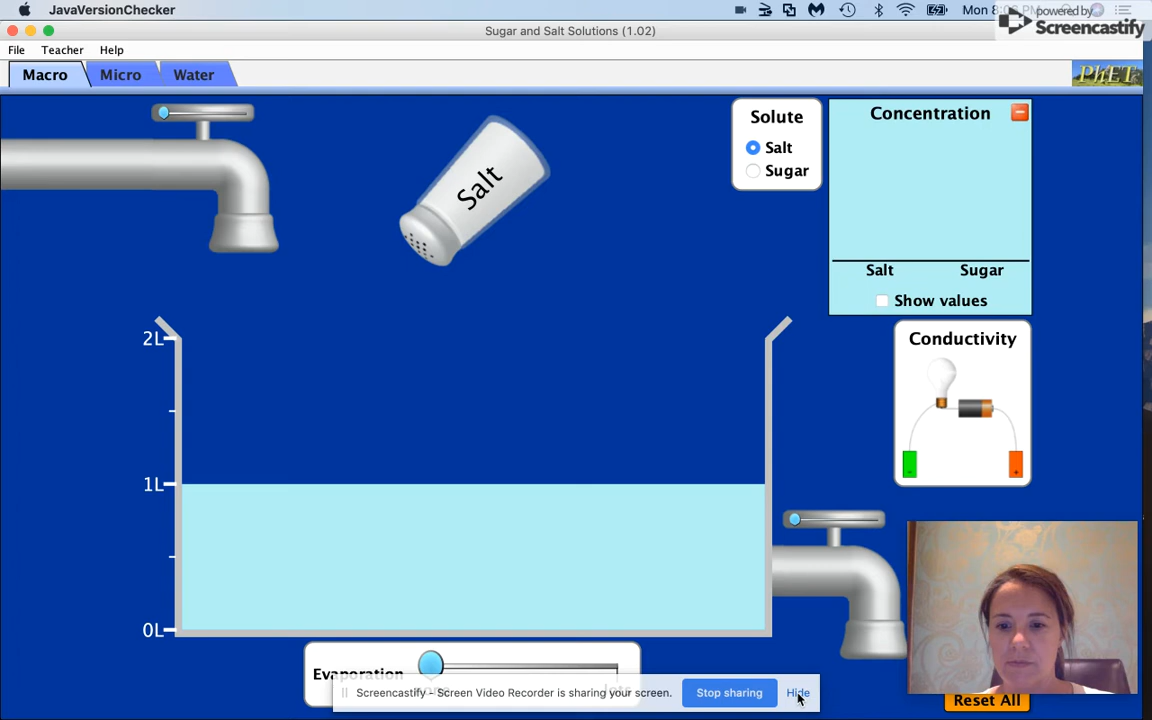 JavaVersionChecker
Mon 8:0
powered by
Screencastify
Sugar and Salt Solutions (1.02)
File Teacher Help
Macro Micro Water
PhET
Salt
Solute
Salt
Sugar
Concentration
Salt Sugar
Show values
Conductivity
- +
2L
1L
0L
Evaporation
Screencastify - Screen Video Recorder is sharing your screen. Stop sharing Hide
Reset All